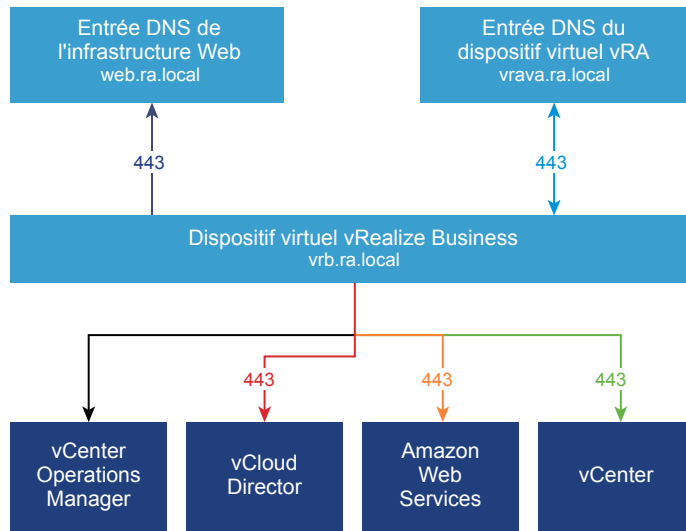 Entrée DNS de
l'infrastructure Web
web.ra.local
Entrée DNS du
dispositif virtuel vRA
vrava.ra.local
443
443
Dispositif virtuel vRealize Business
vrb.ra.local
443
443
443
vCenter
Operations
Manager
vCloud
Director
Amazon
Web
Services
vCenter